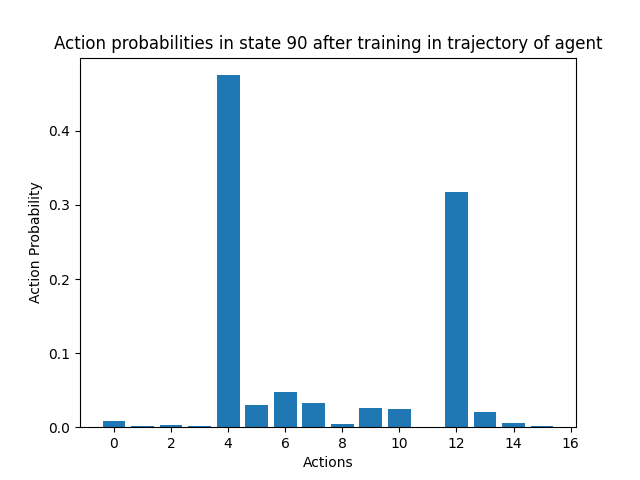 Action probabilities in state 90 after training in trajectory of agent
0.4
0.3
0.2
0.1
0.0
Action Probability
0 2 4 6 8 10 12 14 16
Actions